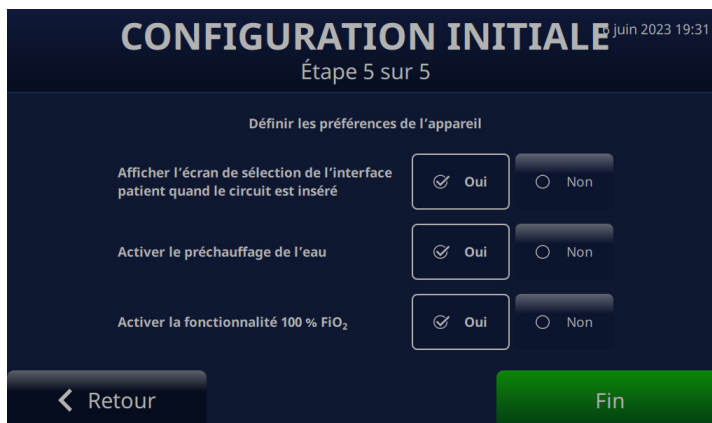 CONFIGURATION INITIALE
juin 2023 19:31
Étape 5 sur 5
Définir les préférences de l’appareil
Afficher l’écran de sélection de l’interface
patient quand le circuit est inséré
Oui
Non
Activer le préchauffage de l’eau
Oui
Non
Activer la fonctionnalité 100 % FiO₂
Oui
Non
Retour
Fin